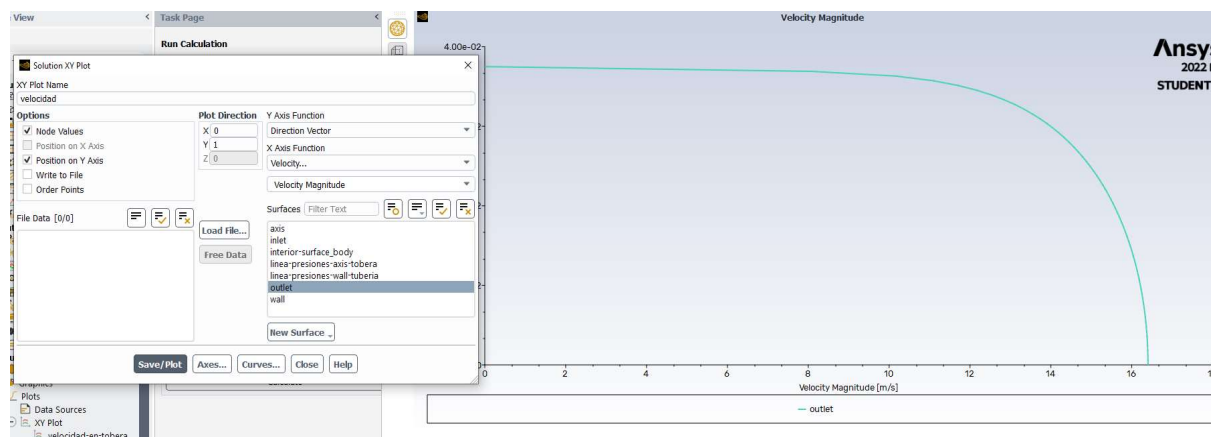 View
<
Task Page
<
Run Calculation
Solution XY Plot
×
XY Plot Name
velocidad
Options
Node Values
Position on X Axis
Position on Y Axis
Write to File
Order Points
Plot Direction
X 0
Y 1
Z 0
Y Axis Function
Direction Vector
X Axis Function
Velocity...
Velocity Magnitude
File Data [0/0]
Load File...
Free Data
Surfaces Filter Text
axis
inlet
interior-surface_body
linea-presiones-axis-tobera
linea-presiones-wall-tuberia
outlet
wall
New Surface
Save/Plot Axes... Curves... Close Help
Plots
Data Sources
XY Plot
velocidad-en-tobera
Velocity Magnitude
Ansys
2022
STUDENT
4.00e-02
0 2 4 6 8 10 12 14 16
Velocity Magnitude [m/s]
outlet